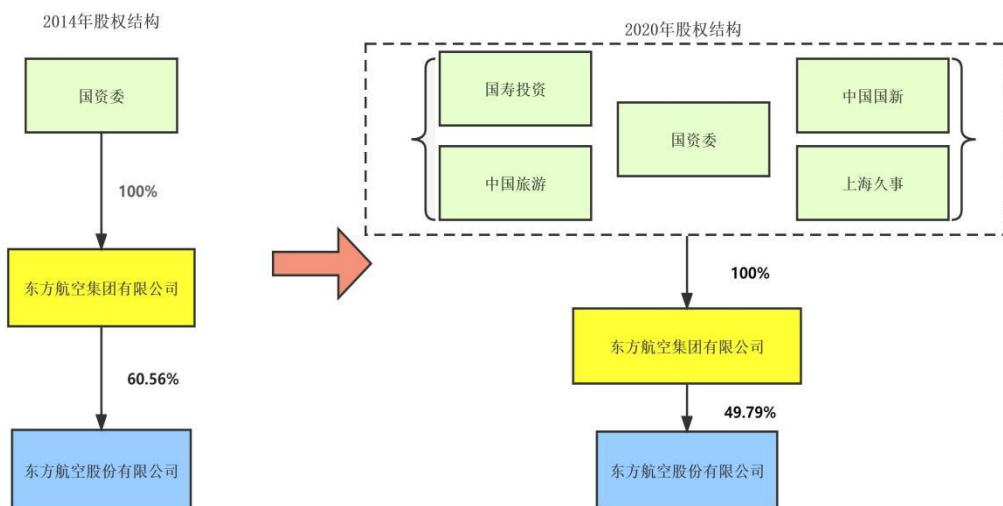 2014年股权结构
国资委
100%
东方航空集团有限公司
60.56%
东方航空股份有限公司
2020年股权结构
国寿投资
中国旅游
国资委
中国国新
上海久事
100%
东方航空集团有限公司
49.79%
东方航空股份有限公司